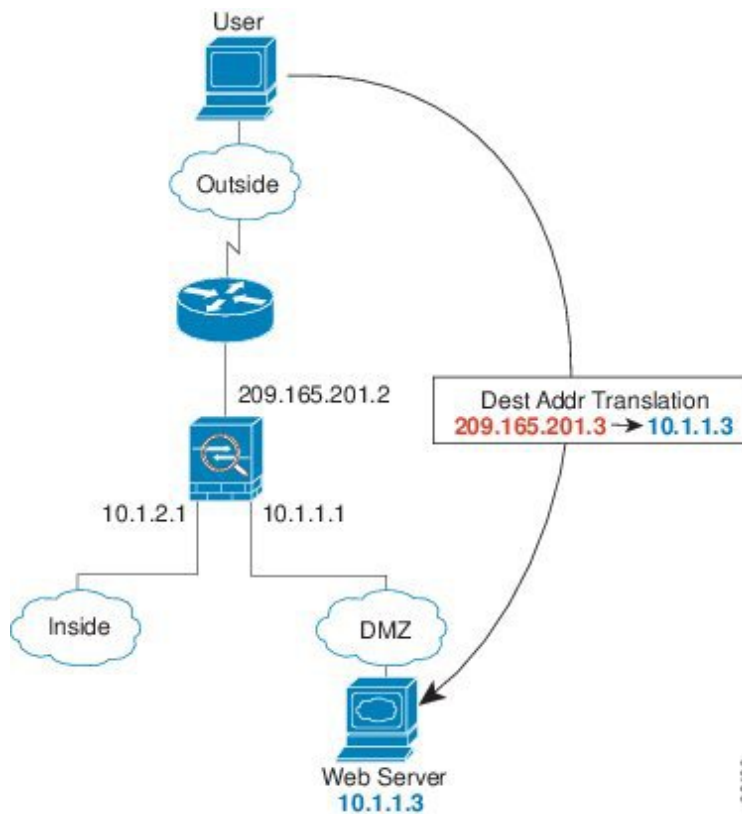 User
Outside
209.165.201.2
Dest Addr Translation
209.165.201.3 → 10.1.1.3
10.1.2.1
10.1.1.1
Inside
DMZ
Web Server
10.1.1.3